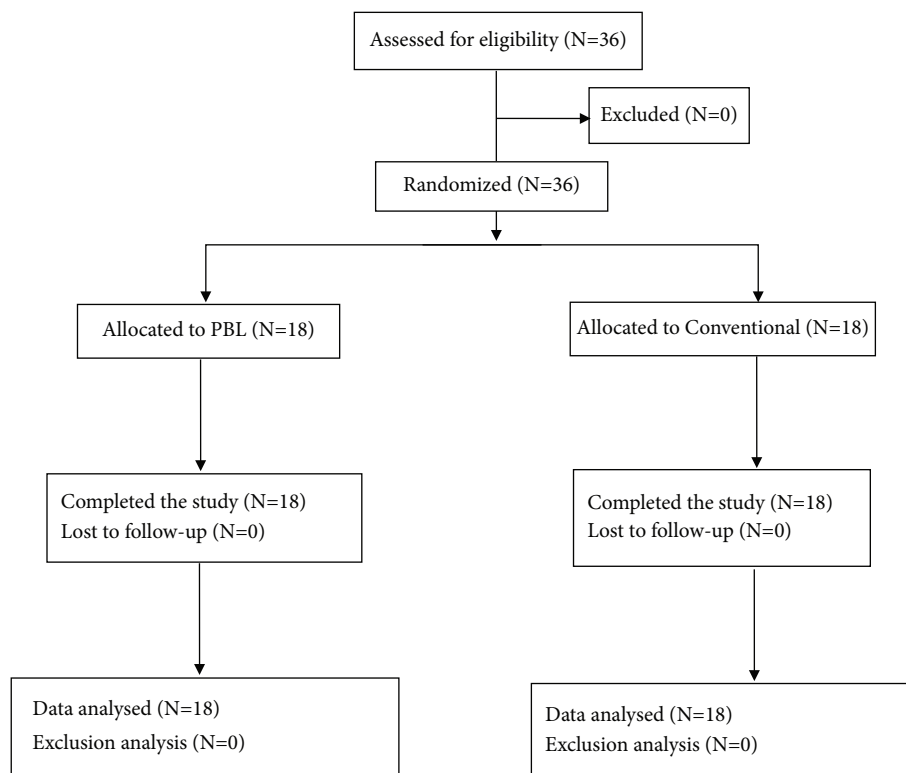 Assessed for eligibility (N=36)
Excluded (N=0)
Randomized (N=36)
Allocated to PBL (N=18)
Allocated to Conventional (N=18)
Completed the study (N=18)
Lost to follow-up (N=0)
Completed the study (N=18)
Lost to follow-up (N=0)
Data analysed (N=18)
Exclusion analysis (N=0)
Data analysed (N=18)
Exclusion analysis (N=0)